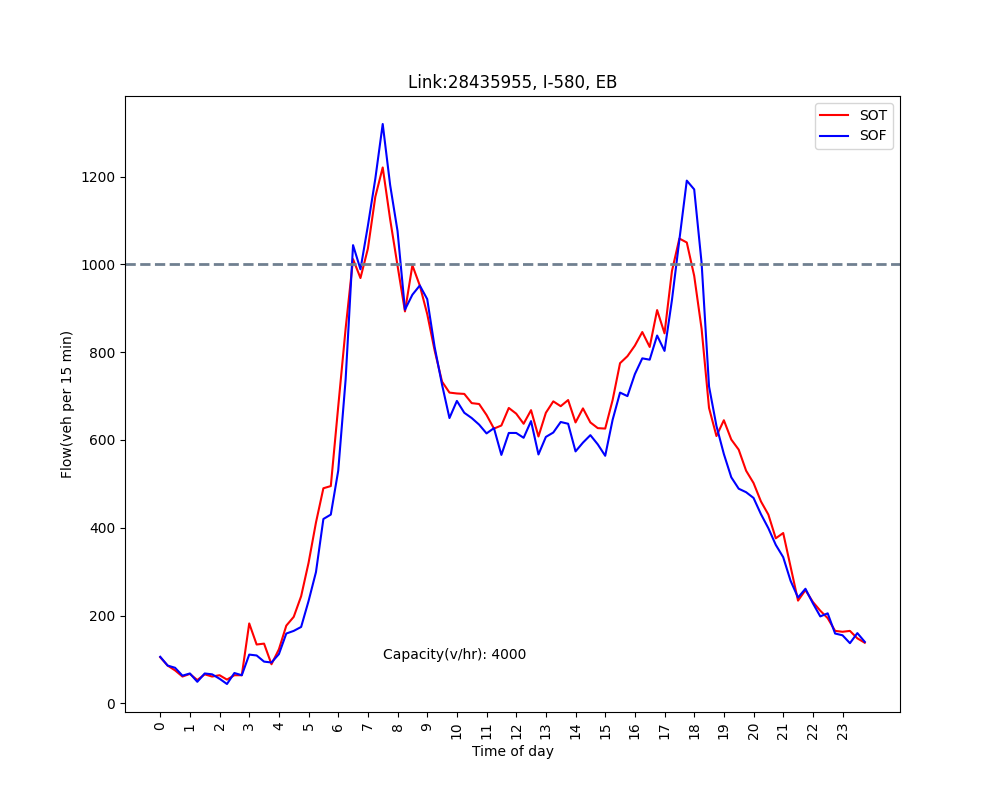 Link:28435955, I-580, EB
SOT
SOF
Flow(veh per 15 min)
1200
1000
800
600
400
200
0
Capacity(v/hr): 4000
0 1 2 3 4 5 6 7 8 9 10 11 12 13 14 15 16 17 18 19 20 21 22 23
Time of day